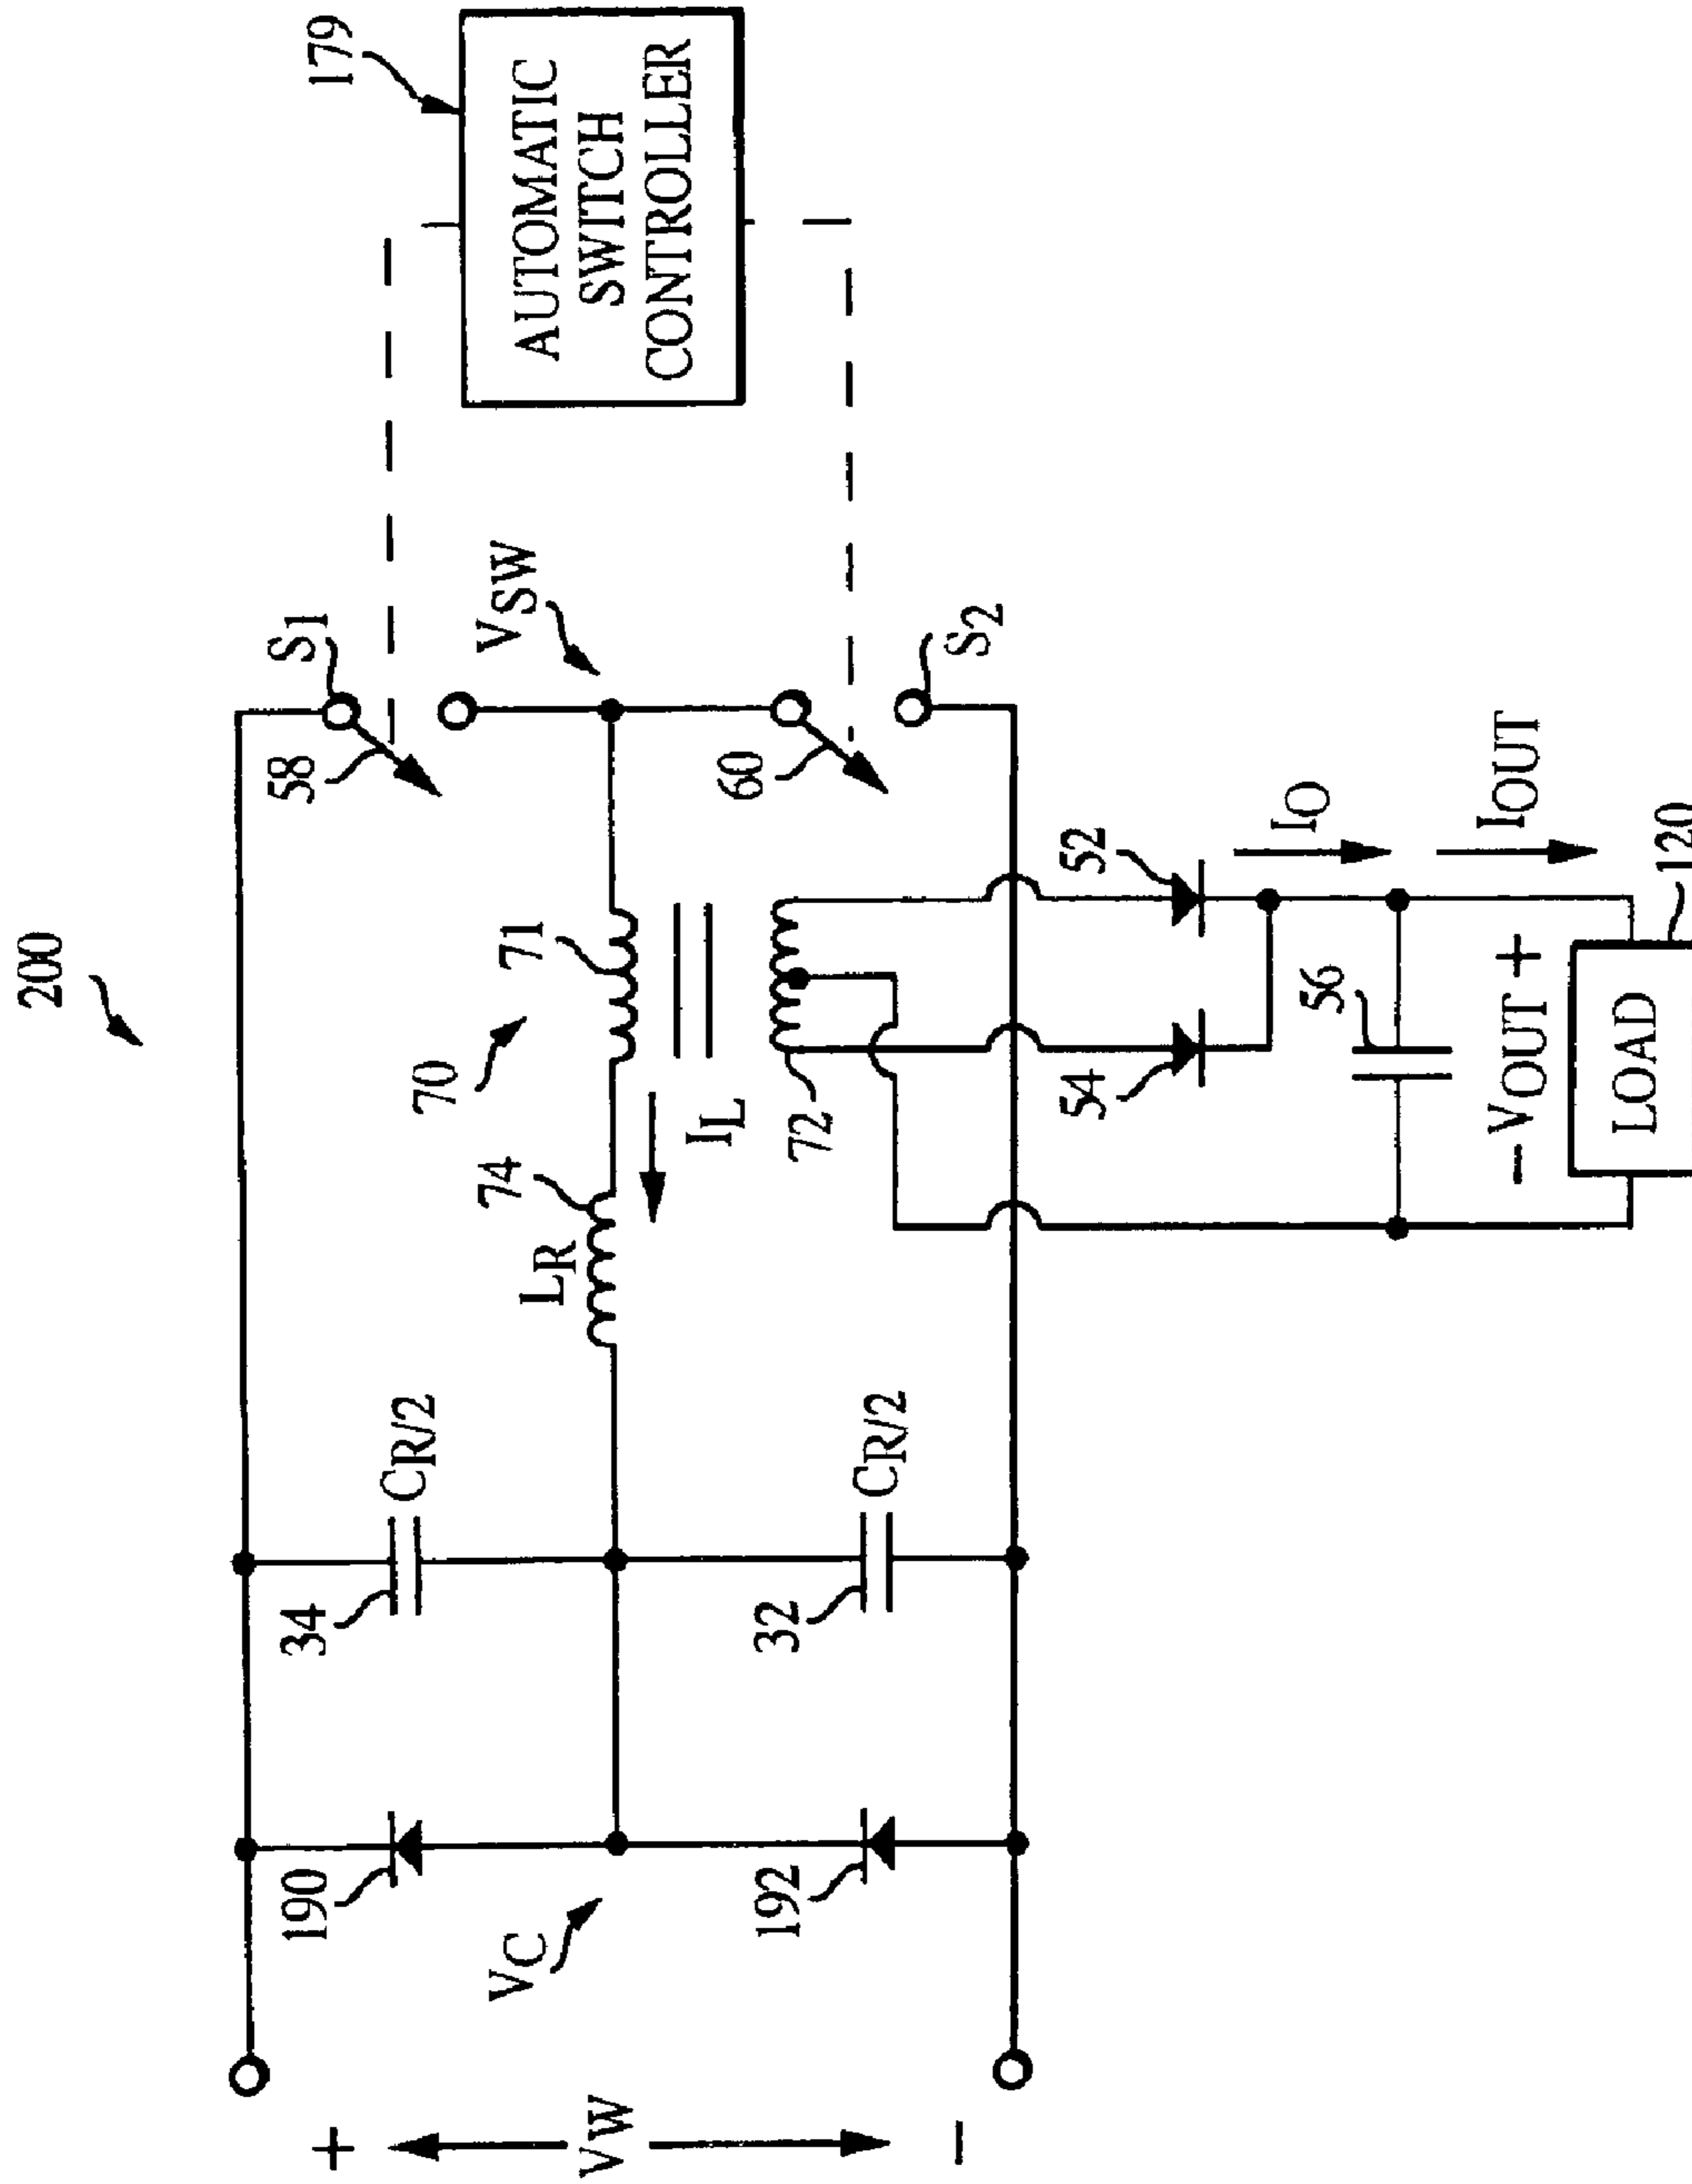 200
179
AUTOMATIC
SWITCH
CONTROLLER
S1
58
VSW
60
S2
70
71
74
LR
IL
72
34
CR/2
32
CR/2
190
VC
192
+
VW
−
52
54
IO
IOUT
56
− VOUT +
LOAD
120